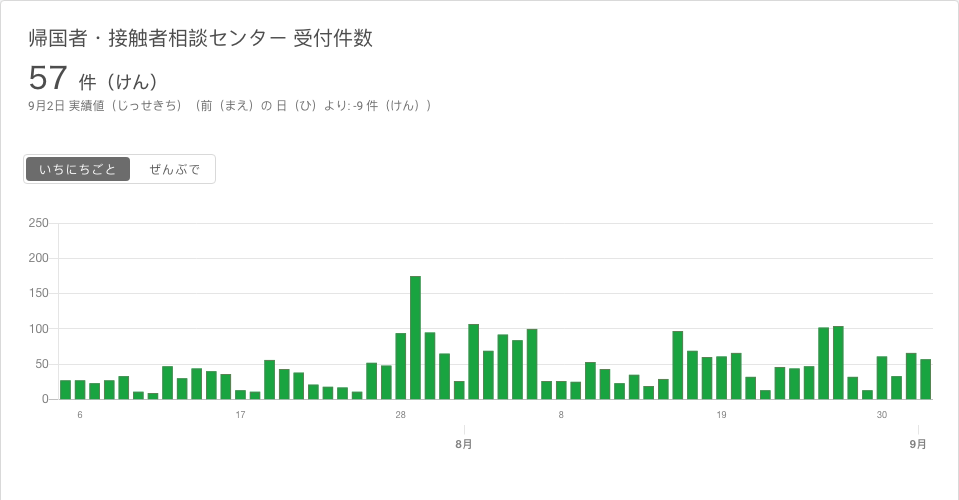 帰国者・接触者相談センター 受付件数
57 件（けん）
9月2日 実績値（じっせきち）（前（まえ）の 日（ひ）より: -9 件（けん））
いちにちごと ぜんぶで
250
200
150
100
50
0
6 17 28 8 19 30
8月 9月